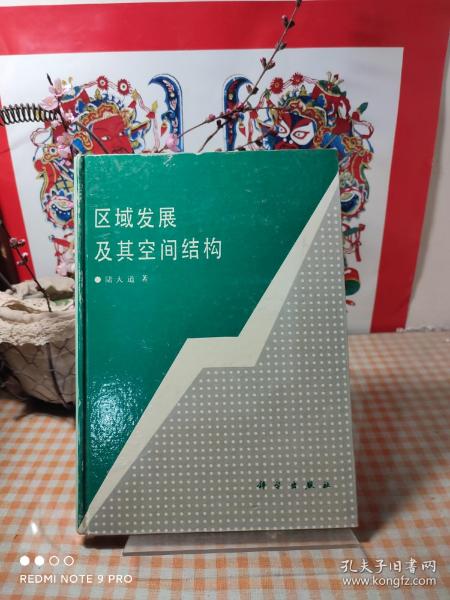 区域发展
及其空间结构
●陆大道 著
科学出版社
REDMI NOTE 9 PRO
孔夫子旧书网
www.kongfz.com